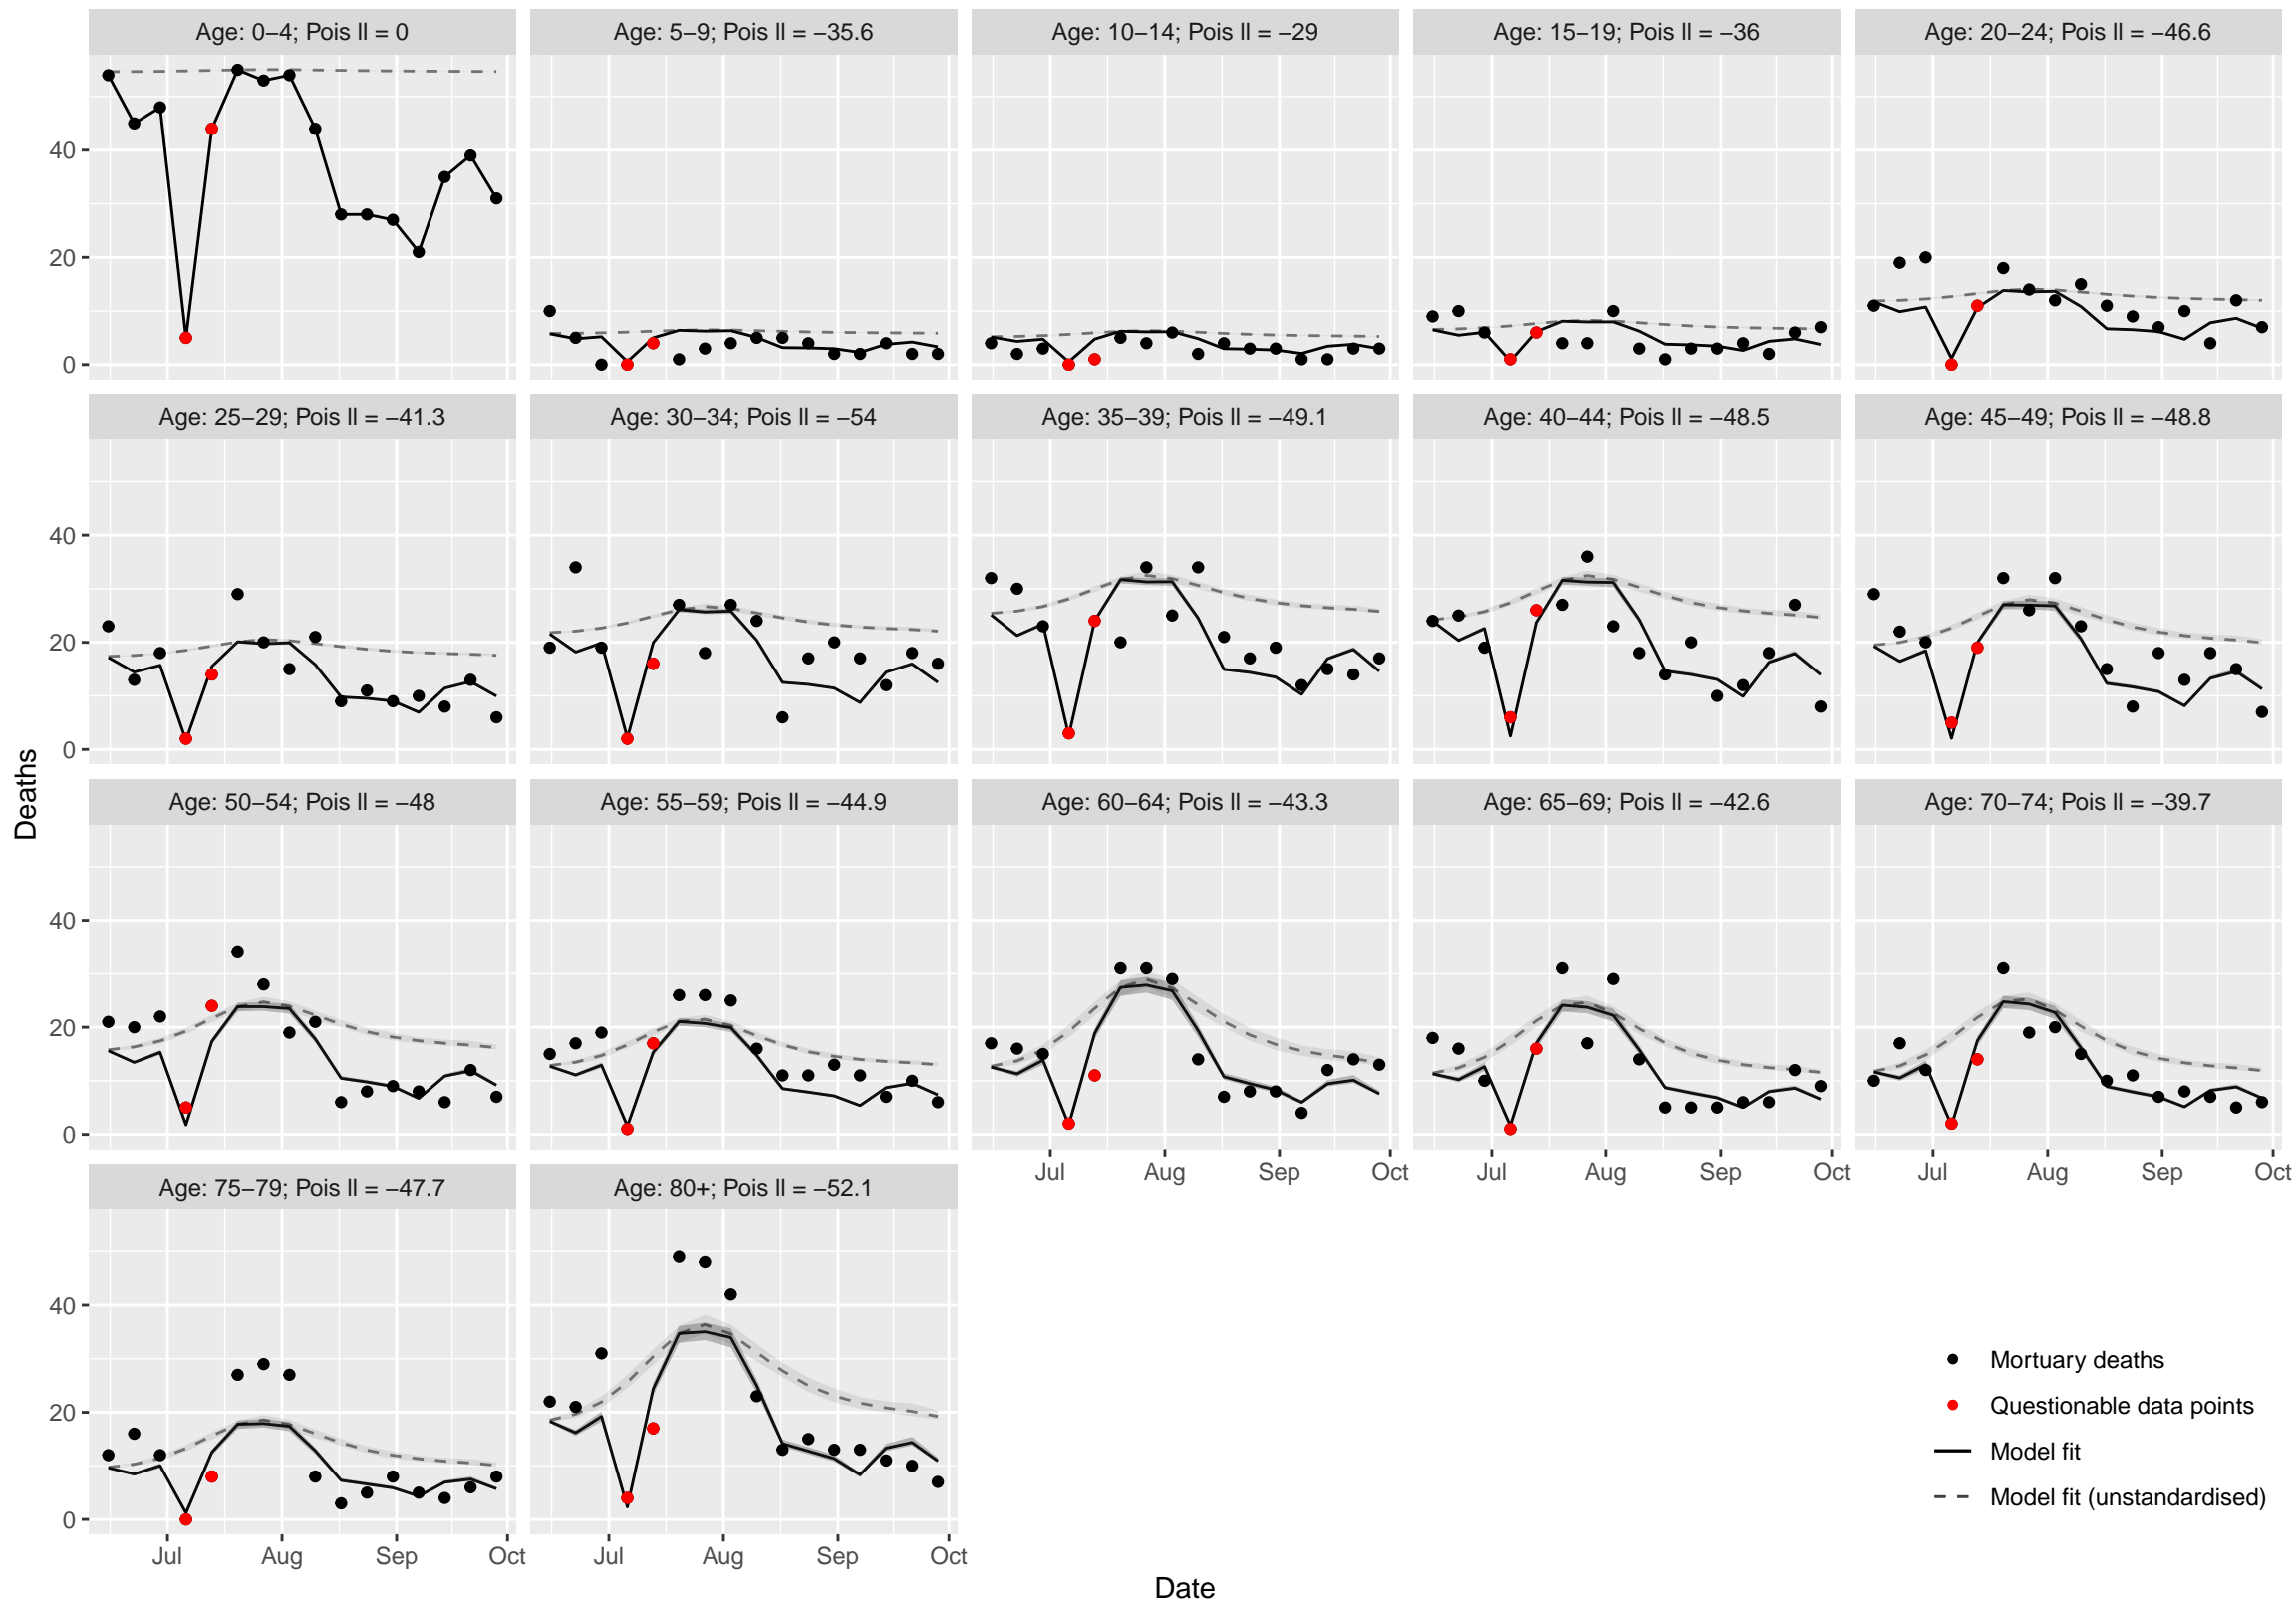 Age: 0−4; Pois ll = 0
Age: 5−9; Pois ll = −35.6
Age: 10−14; Pois ll = −29
Age: 15−19; Pois ll = −36
Age: 20−24; Pois ll = −46.6
40
20
0
Age: 25−29; Pois ll = −41.3
Age: 30−34; Pois ll = −54
Age: 35−39; Pois ll = −49.1
Age: 40−44; Pois ll = −48.5
Age: 45−49; Pois ll = −48.8
40
20
0
Deaths
Age: 50−54; Pois ll = −48
Age: 55−59; Pois ll = −44.9
Age: 60−64; Pois ll = −43.3
Age: 65−69; Pois ll = −42.6
Age: 70−74; Pois ll = −39.7
40
20
0
Jul Aug Sep Oct
Jul Aug Sep Oct
Jul Aug Sep Oct
Age: 75−79; Pois ll = −47.7
Age: 80+; Pois ll = −52.1
40
20
0
Jul Aug Sep Oct
Jul Aug Sep Oct
Mortuary deaths
Questionable data points
Model fit
Model fit (unstandardised)
Date